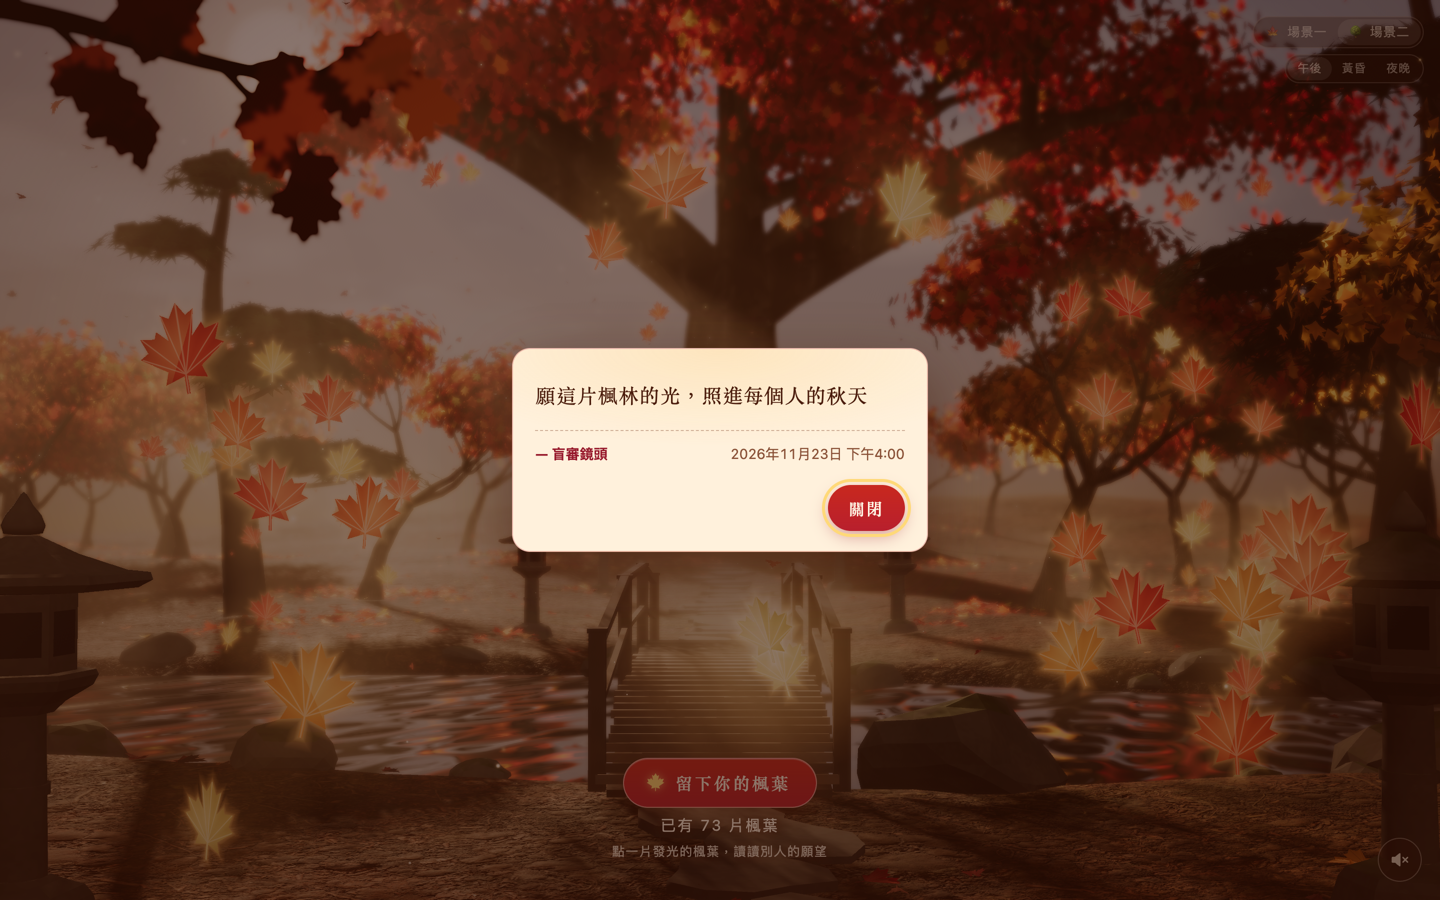 場景一 場景二
午後 黃昏 夜晚
願這片楓林的光，照進每個人的秋天
— 盲審鏡頭 2026年11月23日 下午4:00
關閉
留下你的楓葉
已有 73 片楓葉
點一片發光的楓葉，讀讀別人的願望